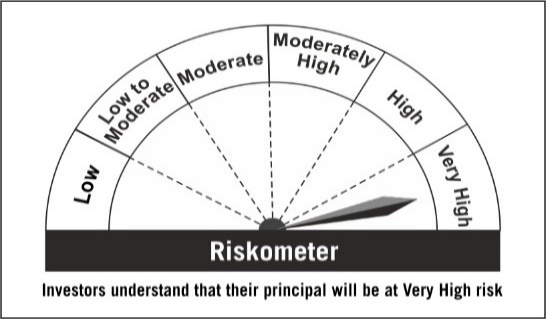 Low
Low to
Moderate
Moderate
Moderately
High
High
Very High
Riskometer
Investors understand that their principal will be at Very High risk